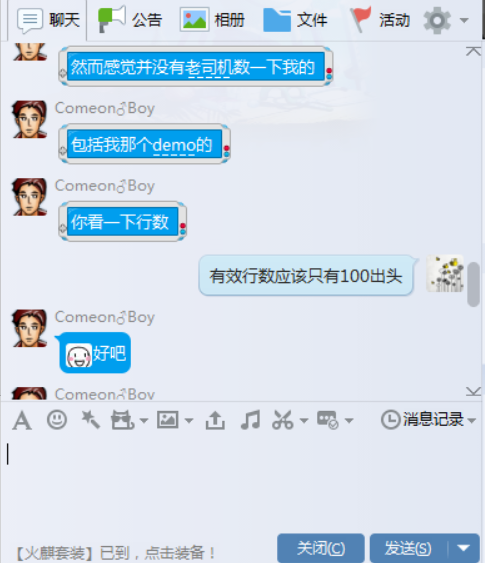 聊天 公告 相册 文件 活动
然而感觉并没有老司机数一下我的
Comeon♂Boy
包括我那个demo的
Comeon♂Boy
你看一下行数
有效行数应该只有100出头
Comeon♂Boy
好吧
Comeon♂Boy
消息记录
【火麒套装】已到，点击装备！
关闭(C) 发送(S)